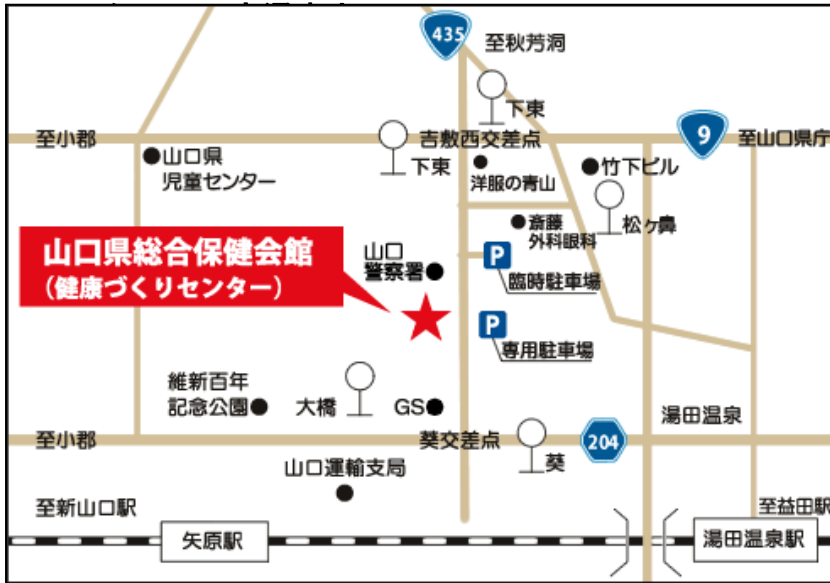 435
至秋芳洞
下東
至小郡
吉敷西交差点
9
至山口県庁
山口県
児童センター
下東
洋服の青山
竹下ビル
松ヶ鼻
斎藤
外科眼科
山口県総合保健会館
(健康づくりセンター)
山口
警察署
P
臨時駐車場
P
専用駐車場
維新百年
記念公園
大橋
GS
湯田温泉
至小郡
葵交差点
204
葵
山口運輸支局
至新山口駅
至益田駅
矢原駅
湯田温泉駅